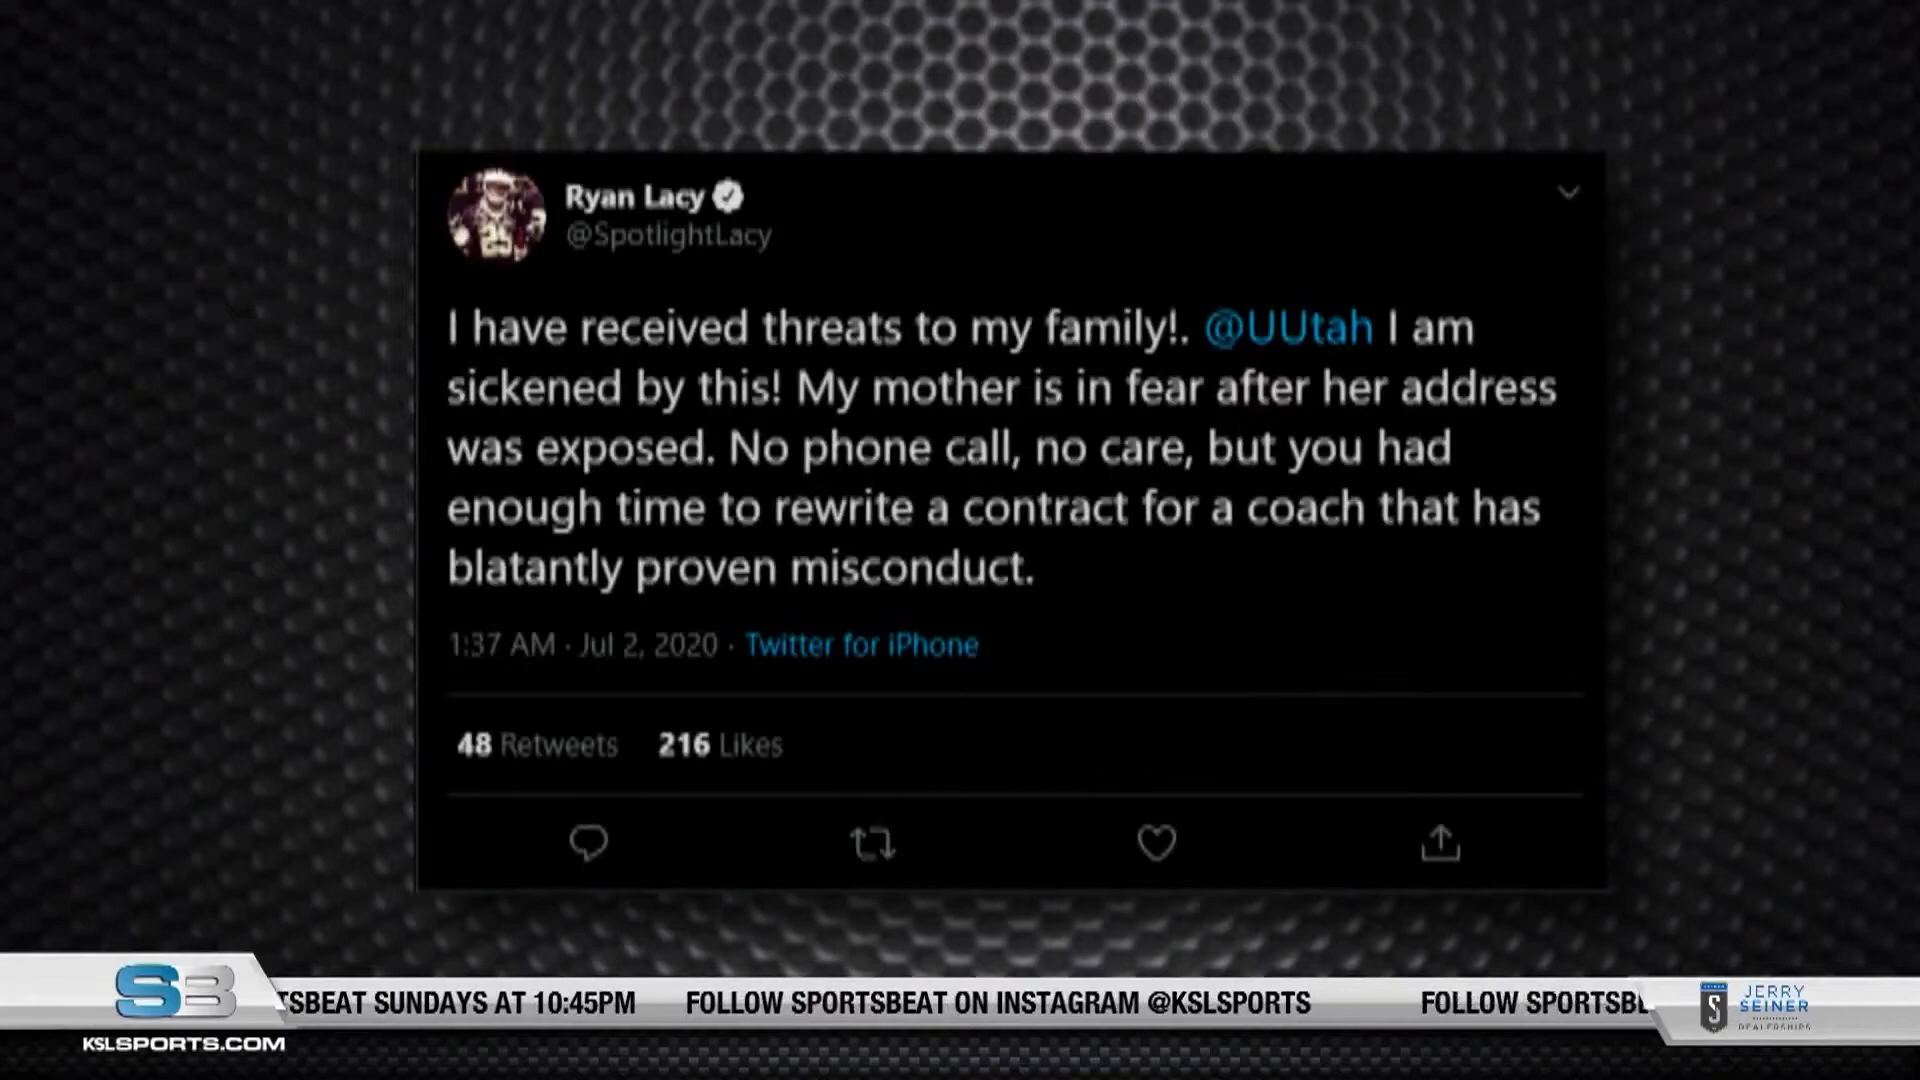 Ryan Lacy
@SpotlightLacy
I have received threats to my family!. @UUtah I am
sickened by this! My mother is in fear after her address
was exposed. No phone call, no care, but you had
enough time to rewrite a contract for a coach that has
blatantly proven misconduct.
1:37 AM · Jul 2, 2020 · Twitter for iPhone
48 Retweets 216 Likes
SB
TSBEAT SUNDAYS AT 10:45PM FOLLOW SPORTSBEAT ON INSTAGRAM @KSLSPORTS FOLLOW SPORTSBE
KSLSPORTS.COM
S
JERRY
SEINER
DEALERSHIPS